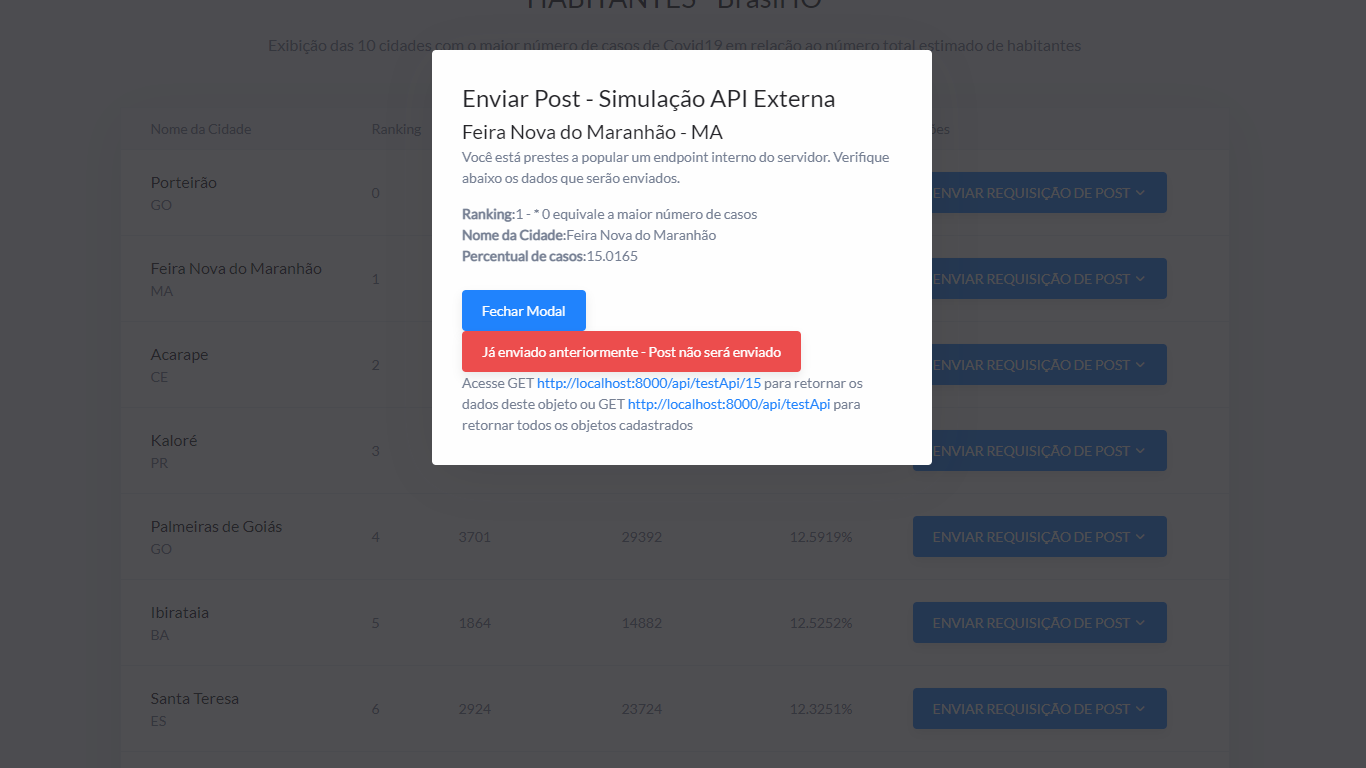 HABITANTES - BrasilIO
Exibição das 10 cidades com o maior número de casos de Covid19 em relação ao número total estimado de habitantes
Nome da Cidade Ranking
Enviar Post - Simulação API Externa
Feira Nova do Maranhão - MA
Você está prestes a popular um endpoint interno do servidor. Verifique
abaixo os dados que serão enviados.
Ranking:1 - * 0 equivale a maior número de casos
Nome da Cidade:Feira Nova do Maranhão
Percentual de casos:15.0165
Fechar Modal
Já enviado anteriormente - Post não será enviado
Acesse GET http://localhost:8000/api/testApi/15 para retornar os
dados deste objeto ou GET http://localhost:8000/api/testApi para
retornar todos os objetos cadastrados
Porteirão
GO
0
ENVIAR REQUISIÇÃO DE POST
Feira Nova do Maranhão
MA
1
ENVIAR REQUISIÇÃO DE POST
Acarape
CE
2
ENVIAR REQUISIÇÃO DE POST
Kaloré
PR
3
ENVIAR REQUISIÇÃO DE POST
Palmeiras de Goiás
GO
4 3701 29392 12.5919% ENVIAR REQUISIÇÃO DE POST
Ibirataia
BA
5 1864 14882 12.5252% ENVIAR REQUISIÇÃO DE POST
Santa Teresa
ES
6 2924 23724 12.3251% ENVIAR REQUISIÇÃO DE POST